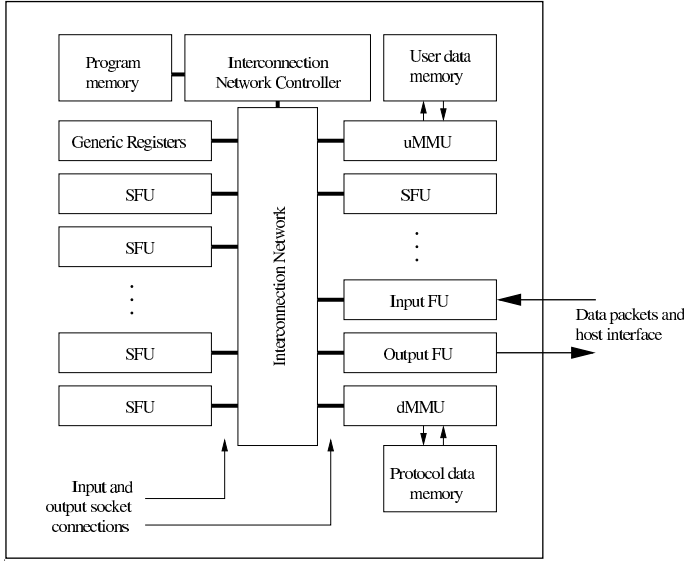 Program
memory
Interconnection
Network Controller
User data
memory
Generic Registers
uMMU
SFU
SFU
SFU
Interconnection Network
Input FU
Data packets and
host interface
SFU
Output FU
SFU
dMMU
Protocol data
memory
Input and
output socket
connections